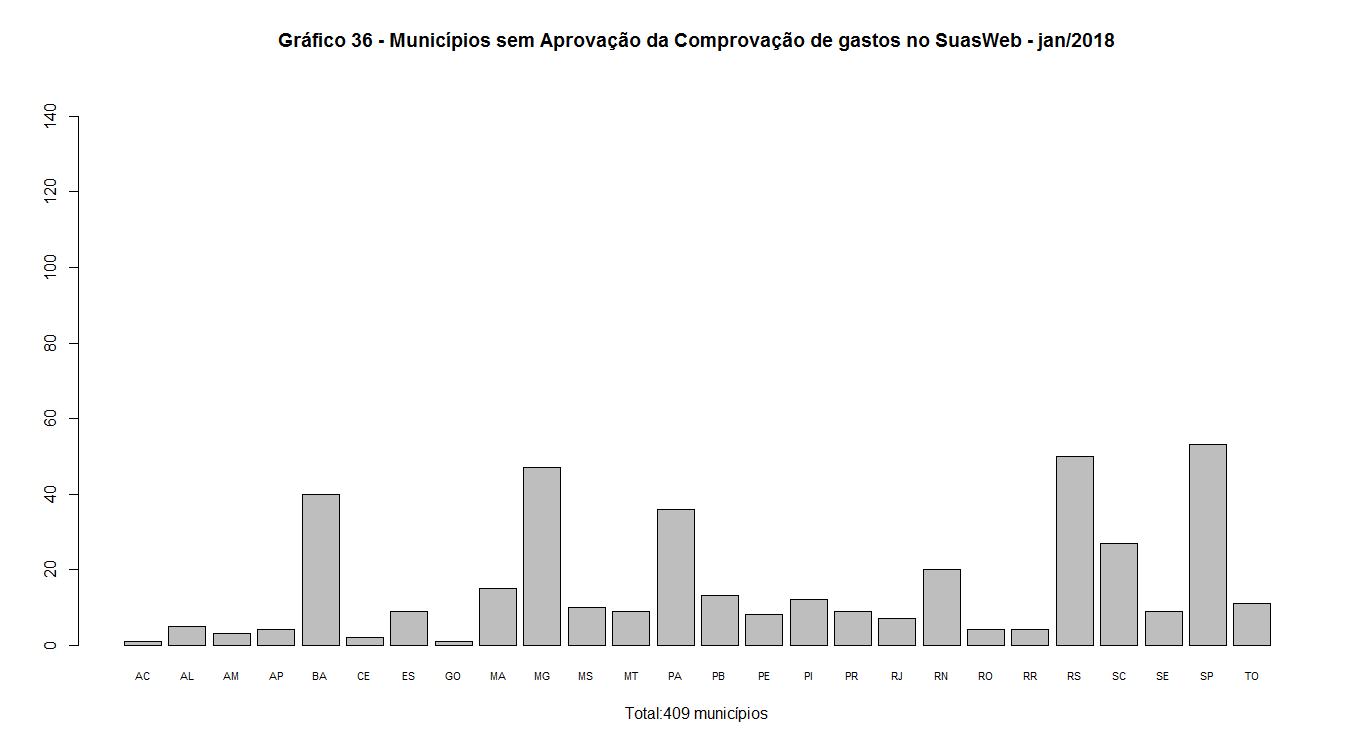 Gráfico 36 - Municípios sem Aprovação da Comprovação de gastos no SuasWeb - jan/2018
140
120
100
80
60
40
20
0
AC AL AM AP BA CE ES GO MA MG MS MT PA PB PE PI PR RJ RN RO RR RS SC SE SP TO
Total:409 municípios